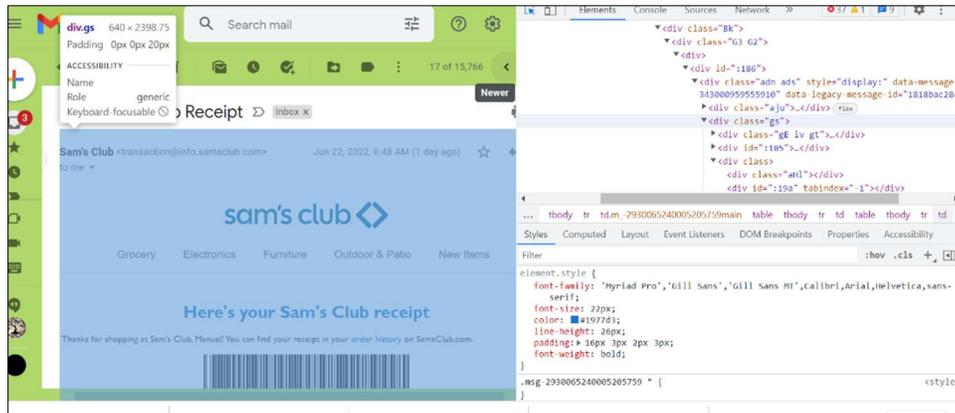 div.gs 640 × 2398.75
Padding 0px 0px 20px
ACCESSIBILITY
Name
Role generic
Keyboard-focusable
Search mail
17 of 15,766
Newer
Receipt Inbox x
3
Sam's Club <transaction@info.samsclub.com> Jun 22, 2022, 8:48 AM (1 day ago)
to me
sam's club
Grocery Electronics Furniture Outdoor & Patio New Items
Here's your Sam's Club receipt
Thanks for shopping at Sam's Club, Manuel! You can find your receipt in your order history on SamsClub.com.
Elements Console Sources Network » 37 1 9
<div class="Bk">
<div class="G3 G2">
<div>
<div id=":186">
<div class="adn ads" style="display:" data-message
data-legacy-message-id="1818bac28
<div class="aju">…</div> flex
<div class="gs">
<div class="gE iv gt">…</div>
<div id=":185">…</div>
<div class>
<div class="aHl"></div>
<div id=":19a" tabindex="-1"></div>
... tbody tr td.m_-2930065240005205759main table tbody tr td table tbody tr td
Styles Computed Layout Event Listeners DOM Breakpoints Properties Accessibility
Filter :hov .cls +
element.style {
font-family: 'Myriad Pro','Gill Sans','Gill Sans MT',Calibri,Arial,Helvetica,sans-
serif;
font-size: 22px;
color: #1977d3;
line-height: 26px;
padding: 16px 3px 2px 3px;
font-weight: bold;
}
.msg-2930065240005205759 * { <style
}